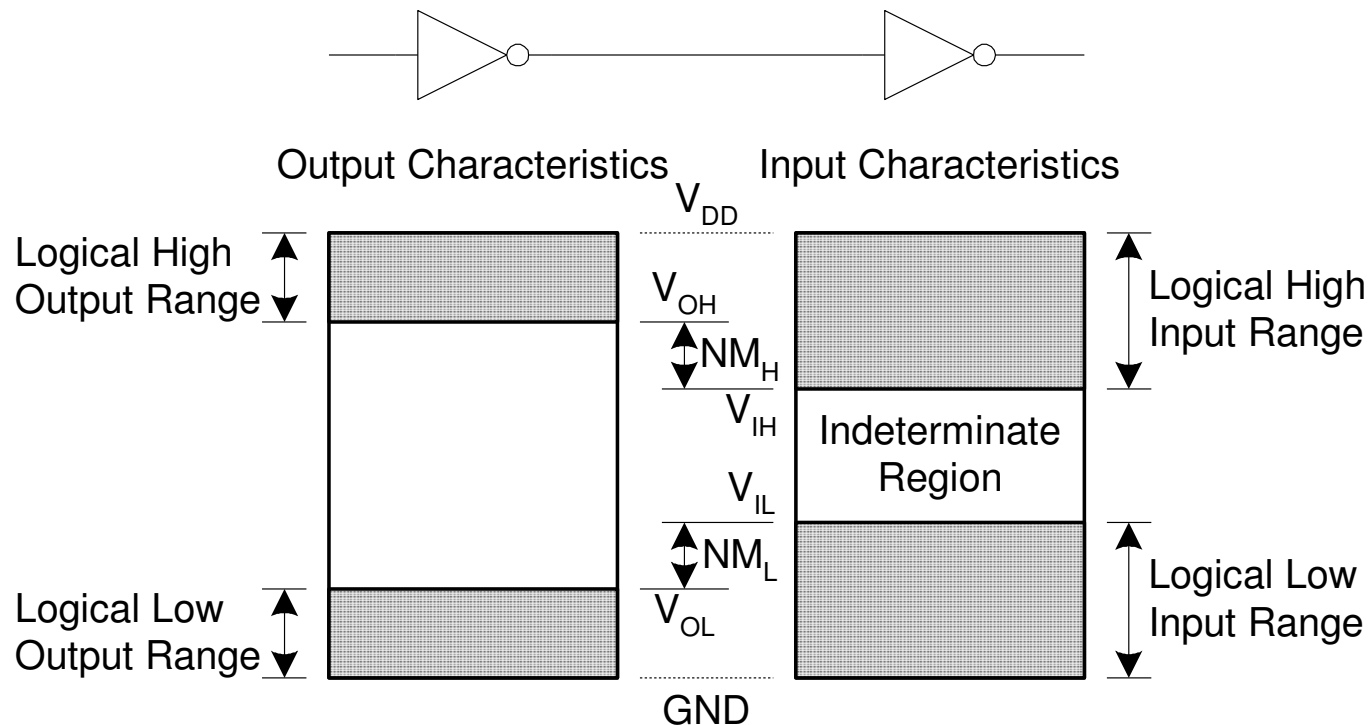 Output Characteristics
Input Characteristics
V_DD
Logical High
Output Range
V_OH
NM_H
V_IH
Logical High
Input Range
Indeterminate
Region
V_IL
NM_L
V_OL
Logical Low
Output Range
Logical Low
Input Range
GND